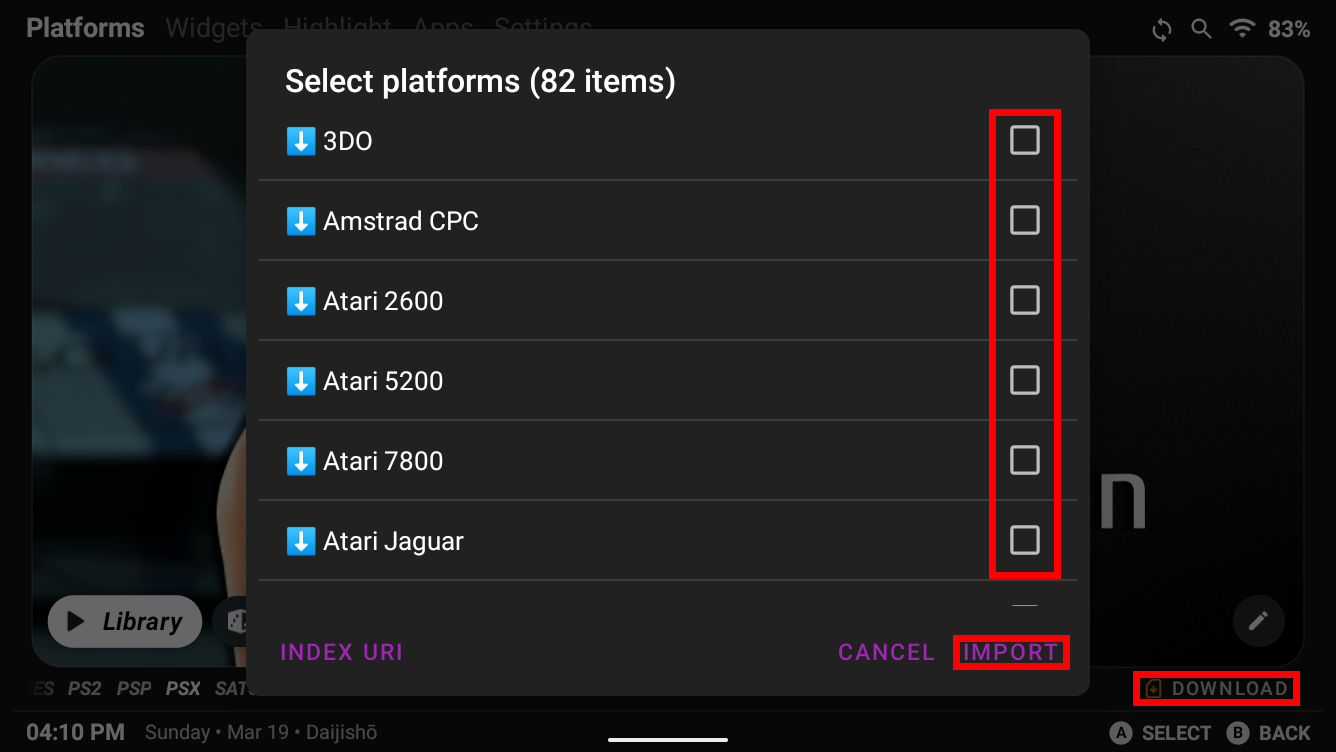 Platforms Widgets Highlight Apps Settings
83%
Select platforms (82 items)
3DO
Amstrad CPC
Atari 2600
Atari 5200
Atari 7800
Atari Jaguar
n
Library
INDEX URI CANCEL IMPORT
PS2 PSP PSX
DOWNLOAD
04:10 PM Sunday • Mar 19 • Daijishō
A SELECT B BACK